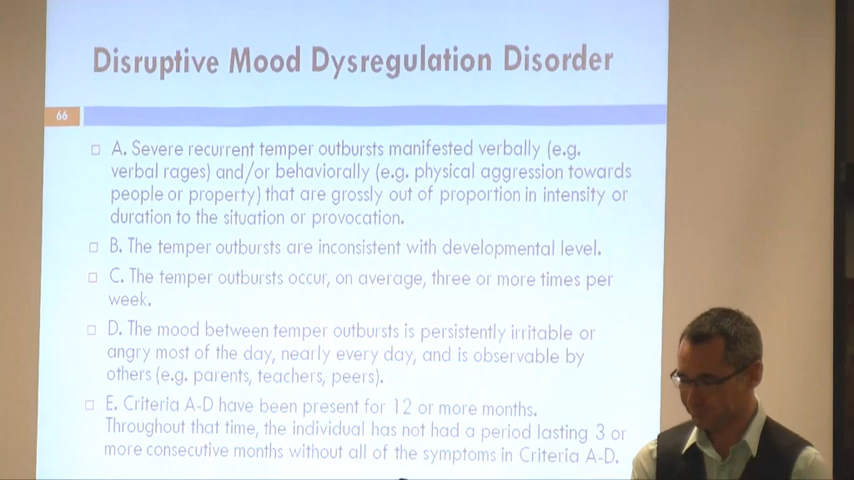 Disruptive Mood Dysregulation Disorder
66
A. Severe recurrent temper outbursts manifested verbally (e.g.
verbal rages) and/or behaviorally (e.g. physical aggression towards
people or property) that are grossly out of proportion in intensity or
duration to the situation or provocation.
B. The temper outbursts are inconsistent with developmental level.
C. The temper outbursts occur, on average, three or more times per
week.
D. The mood between temper outbursts is persistently irritable or
angry most of the day, nearly every day, and is observable by
others (e.g. parents, teachers, peers).
E. Criteria A-D have been present for 12 or more months.
Throughout that time, the individual has not had a period lasting 3 or
more consecutive months without all of the symptoms in Criteria A-D.